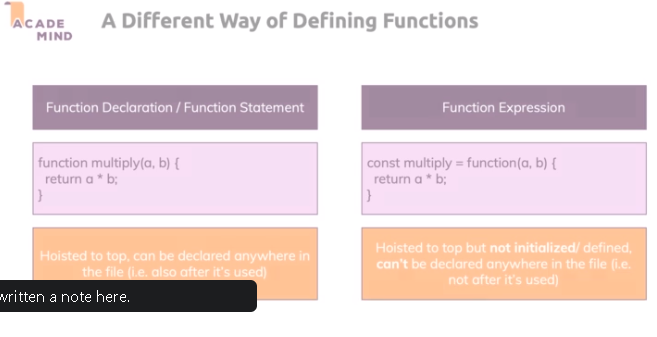 ACADE
MIND
A Different Way of Defining Functions
Function Declaration / Function Statement
function multiply(a, b) {
return a * b;
}
Hoisted to top, can be declared anywhere in
the file (i.e. also after it's used)
Function Expression
const multiply = function(a, b) {
return a * b;
}
Hoisted to top but not initialized/ defined,
can't be declared anywhere in the file (i.e.
not after it's used)
written a note here.